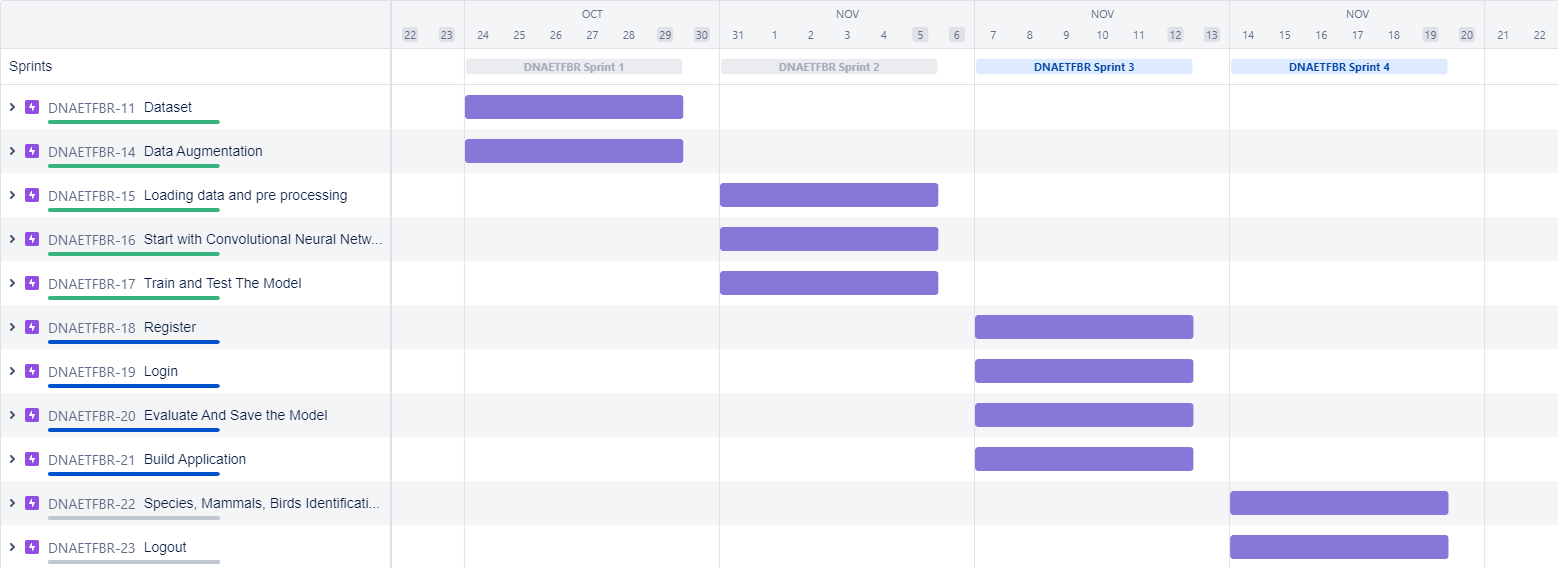 OCT NOV NOV NOV
22 23 24 25 26 27 28 29 30 31 1 2 3 4 5 6 7 8 9 10 11 12 13 14 15 16 17 18 19 20 21 22
Sprints DNAETFBR Sprint 1 DNAETFBR Sprint 2 DNAETFBR Sprint 3 DNAETFBR Sprint 4
DNAETFBR-11 Dataset
DNAETFBR-14 Data Augmentation
DNAETFBR-15 Loading data and pre processing
DNAETFBR-16 Start with Convolutional Neural Netw...
DNAETFBR-17 Train and Test The Model
DNAETFBR-18 Register
DNAETFBR-19 Login
DNAETFBR-20 Evaluate And Save the Model
DNAETFBR-21 Build Application
DNAETFBR-22 Species, Mammals, Birds Identificati...
DNAETFBR-23 Logout